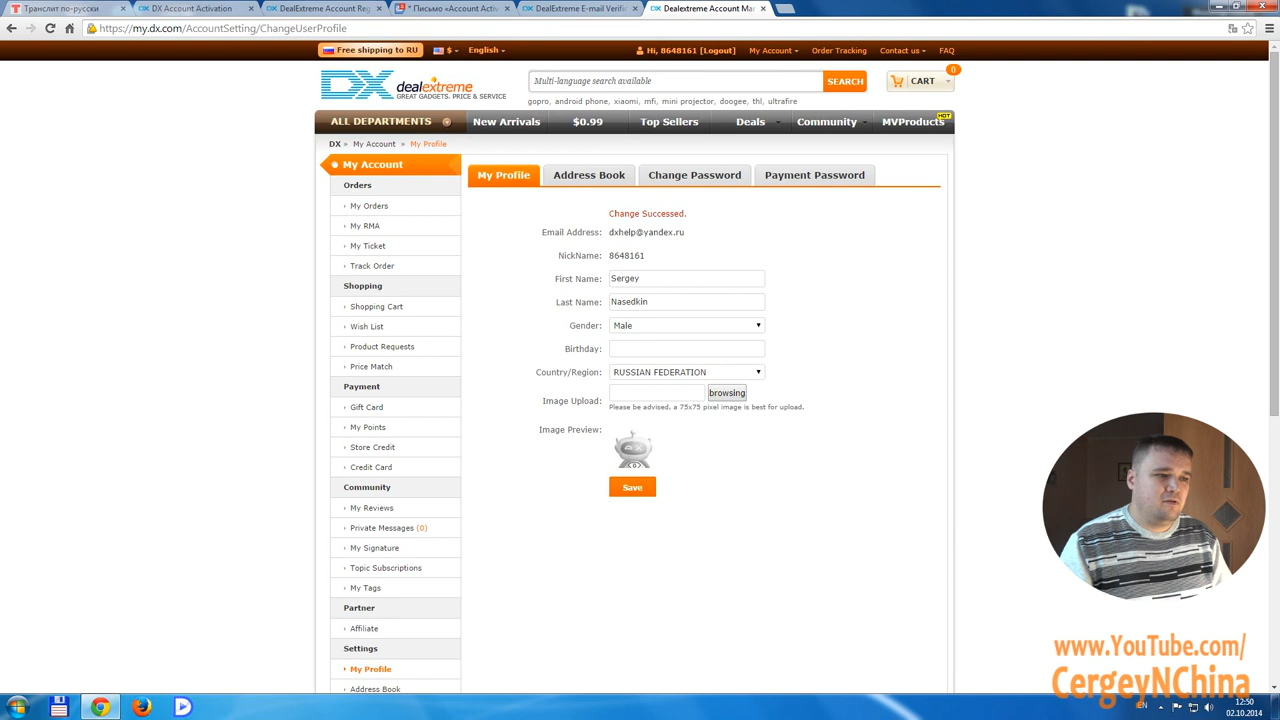 Транслит по-русски
DX Account Activation
DealExtreme Account Reg
* Письмо «Account Activ
DealExtreme E-mail Verifi
Dealextreme Account Ma
https://my.dx.com/AccountSetting/ChangeUserProfile
Free shipping to RU
$
English
Hi, 8648161 [Logout]
My Account
Order Tracking
Contact us
FAQ
DX dealextreme
GREAT GADGETS. PRICE & SERVICE
Multi-language search available
SEARCH
CART
0
gopro, android phone, xiaomi, mfi, mini projector, doogee, thl, ultrafire
ALL DEPARTMENTS
New Arrivals
$0.99
Top Sellers
Deals
Community
MVProducts
HOT
DX » My Account » My Profile
My Account
Orders
My Orders
My RMA
My Ticket
Track Order
Shopping
Shopping Cart
Wish List
Product Requests
Price Match
Payment
Gift Card
My Points
Store Credit
Credit Card
Community
My Reviews
Private Messages (0)
My Signature
Topic Subscriptions
My Tags
Partner
Affiliate
Settings
My Profile
Address Book
My Profile
Address Book
Change Password
Payment Password
Change Successed.
Email Address: dxhelp@yandex.ru
NickName: 8648161
First Name: Sergey
Last Name: Nasedkin
Gender: Male
Birthday:
Country/Region: RUSSIAN FEDERATION
Image Upload: browsing
Please be advised, a 75x75 pixel image is best for upload.
Image Preview:
Save
www.YouTube.com/
CergeyNChina
EN
12:50
02.10.2014